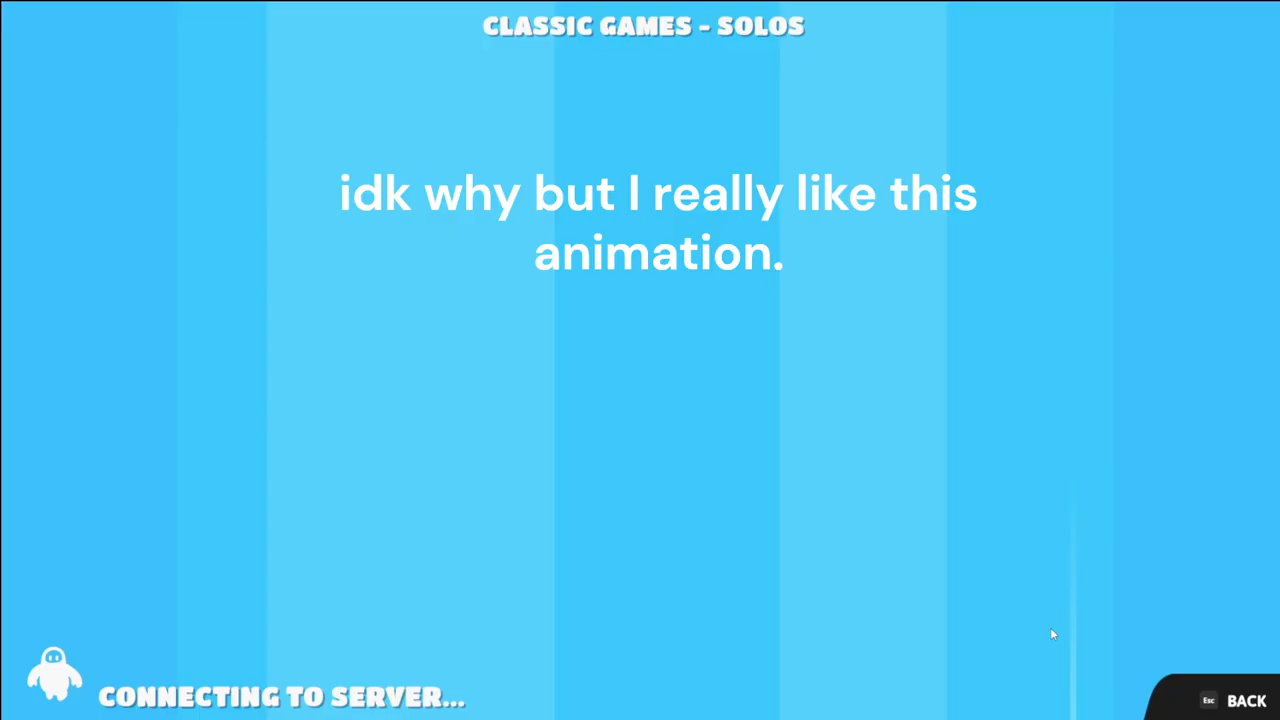 CLASSIC GAMES - SOLOS
idk why but I really like this
animation.
CONNECTING TO SERVER...
Esc BACK